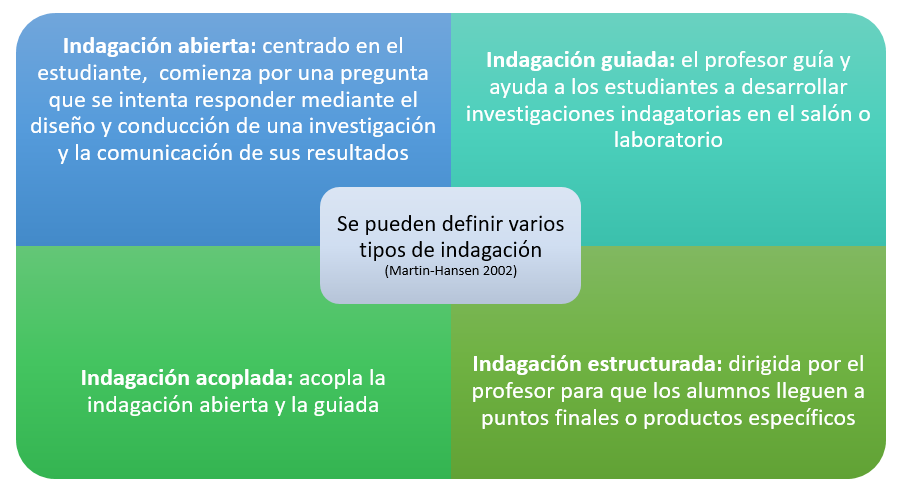 Indagación abierta: centrado en el
estudiante, comienza por una pregunta
que se intenta responder mediante el
diseño y conducción de una investigación
y la comunicación de sus resultados
Indagación guiada: el profesor guía y
ayuda a los estudiantes a desarrollar
investigaciones indagatorias en el salón o
laboratorio
Se pueden definir varios
tipos de indagación
(Martin-Hansen 2002)
Indagación acoplada: acopla la
indagación abierta y la guiada
Indagación estructurada: dirigida por el
profesor para que los alumnos lleguen a
puntos finales o productos específicos